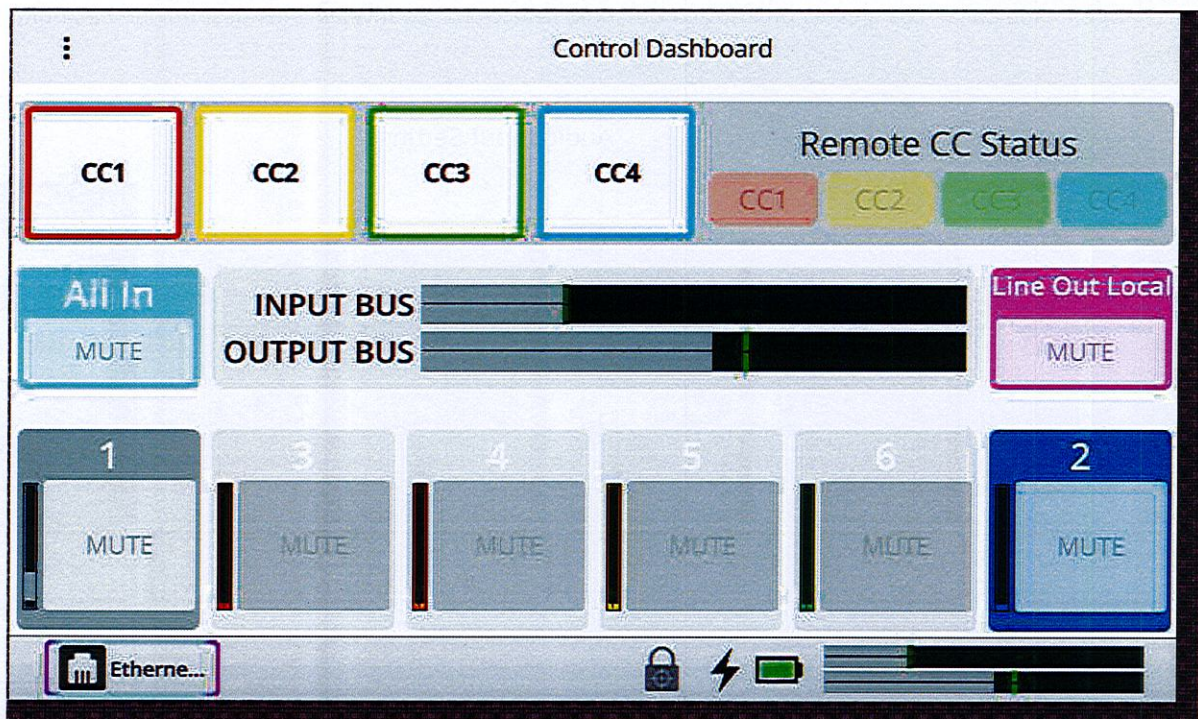 Control Dashboard
CC1 CC2 CC3 CC4
Remote CC Status
CC1 CC2 CC3 CC4
All In
MUTE
INPUT BUS
OUTPUT BUS
Line Out Local
MUTE
1 3 4 5 6 2
MUTE MUTE MUTE MUTE MUTE MUTE
Etherne...